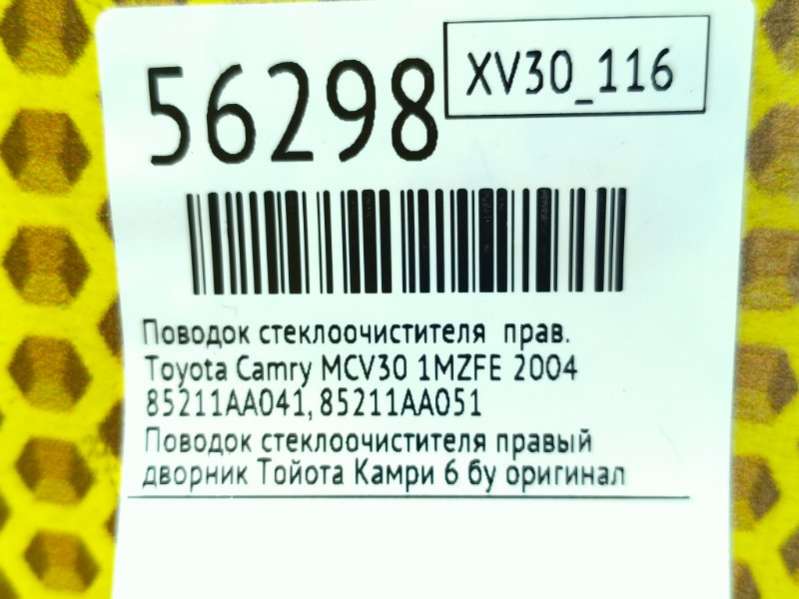 56298
XV30_116
Поводок стеклоочистителя прав.
Toyota Camry MCV30 1MZFE 2004
85211AA041, 85211AA051
Поводок стеклоочистителя правый
дворник Тойота Камри 6 бу оригинал